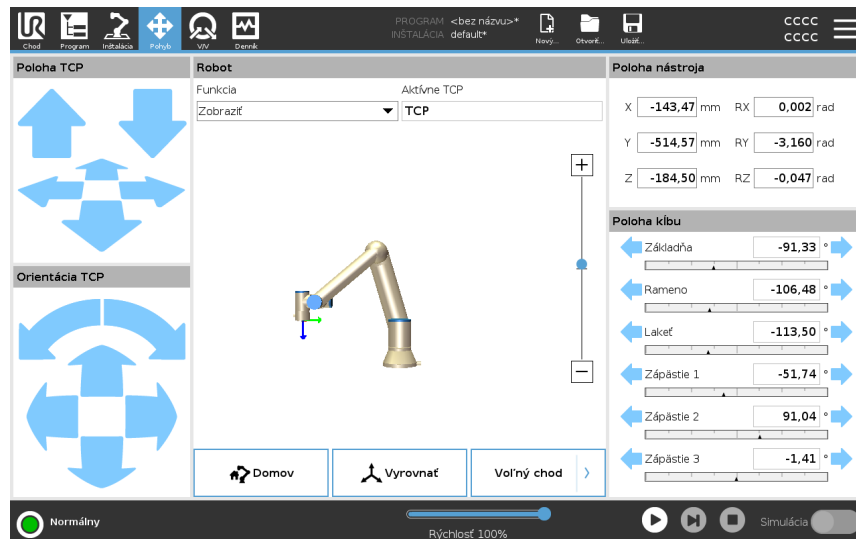 PROGRAM <bez názvu>*
INŠTALÁCIA default*
CCCC
CCCC
Chod Program Inštalácia Pohyb V/V Denník Nový... Otvoriť... Uložiť...
Poloha TCP
Robot
Funkcia Aktívne TCP
Zobraziť TCP
Poloha nástroja
X -143,47 mm RX 0,002 rad
Y -514,57 mm RY -3,160 rad
Z -184,50 mm RZ -0,047 rad
Poloha kĺbu
Základňa -91,33 °
Rameno -106,48 °
Lakeť -113,50 °
Zápästie 1 -51,74 °
Zápästie 2 91,04 °
Zápästie 3 -1,41 °
Orientácia TCP
Domov Vyrovnať Voľný chod
Normálny
Rýchlosť 100%
Simulácia